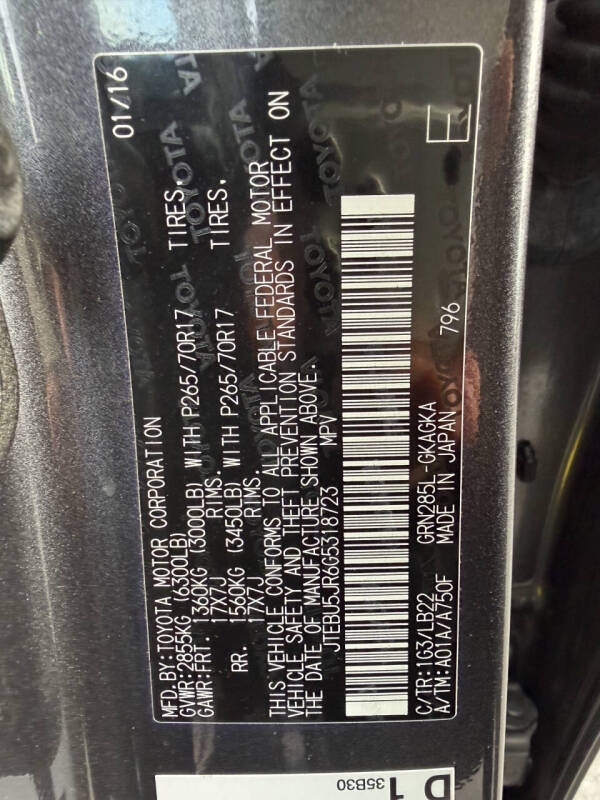 MFD.BY:TOYOTA MOTOR CORPORATION 01/16
GVWR:2855KG (6300LB)
GAWR:FRT. 1360KG (3000LB) WITH P265/70R17 TIRES,
17X7J RIMS.
RR. 1560KG (3450LB) WITH P265/70R17 TIRES,
17X7J RIMS.
THIS VEHICLE CONFORMS TO ALL APPLICABLE FEDERAL MOTOR
VEHICLE SAFETY AND THEFT PREVENTION STANDARDS IN EFFECT ON
THE DATE OF MANUFACTURE SHOWN ABOVE.
JTEBU5JR6G5318723 MPV
C/TR:1G3/LB22 GRN285L-GKAGKA
A/TM:A01A/A750F MADE IN JAPAN 796
TOYOTA
D 1
35B30